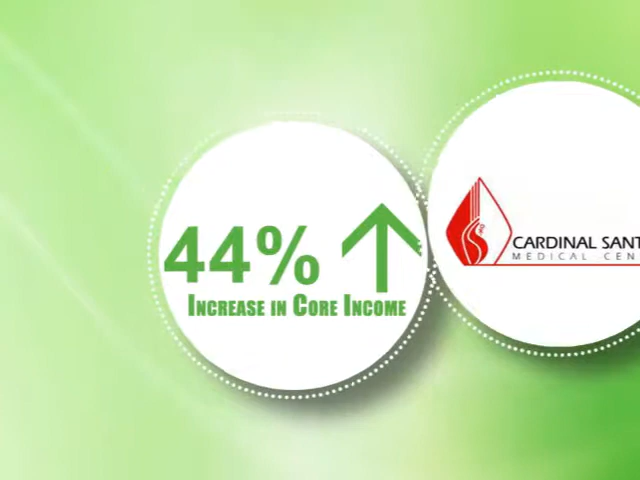 44%
INCREASE IN CORE INCOME
CARDINAL SANT
MEDICAL CEN